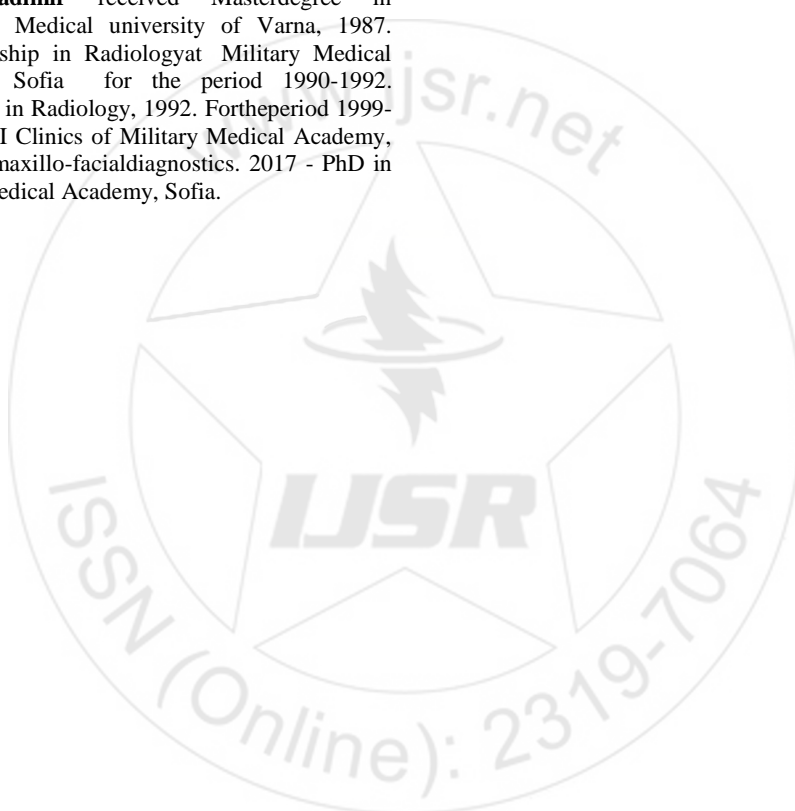 received Masterdegree in
Medical university of Varna, 1987.
ship in Radiologyat Military Medical
Sofia for the period 1990-1992.
in Radiology, 1992. Fortheperiod 1999-
I Clinics of Military Medical Academy,
maxillo-facialdiagnostics. 2017 - PhD in
edical Academy, Sofia.
www.ijsr.net
IJSR
ISSN (Online): 2319-7064